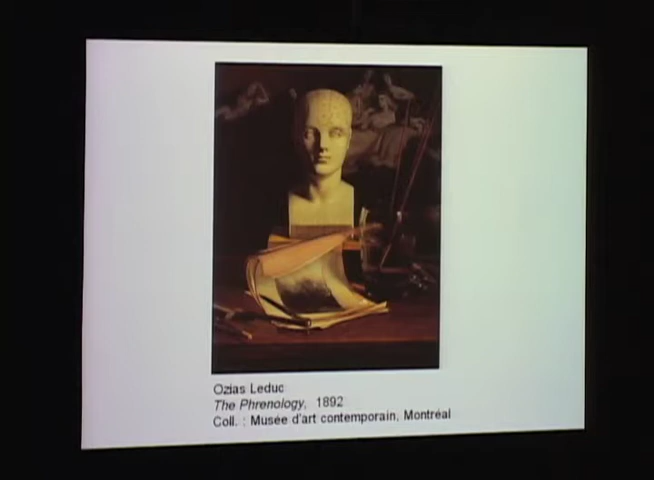 Ozias Leduc
The Phrenology, 1892
Coll. : Musée d'art contemporain, Montréal